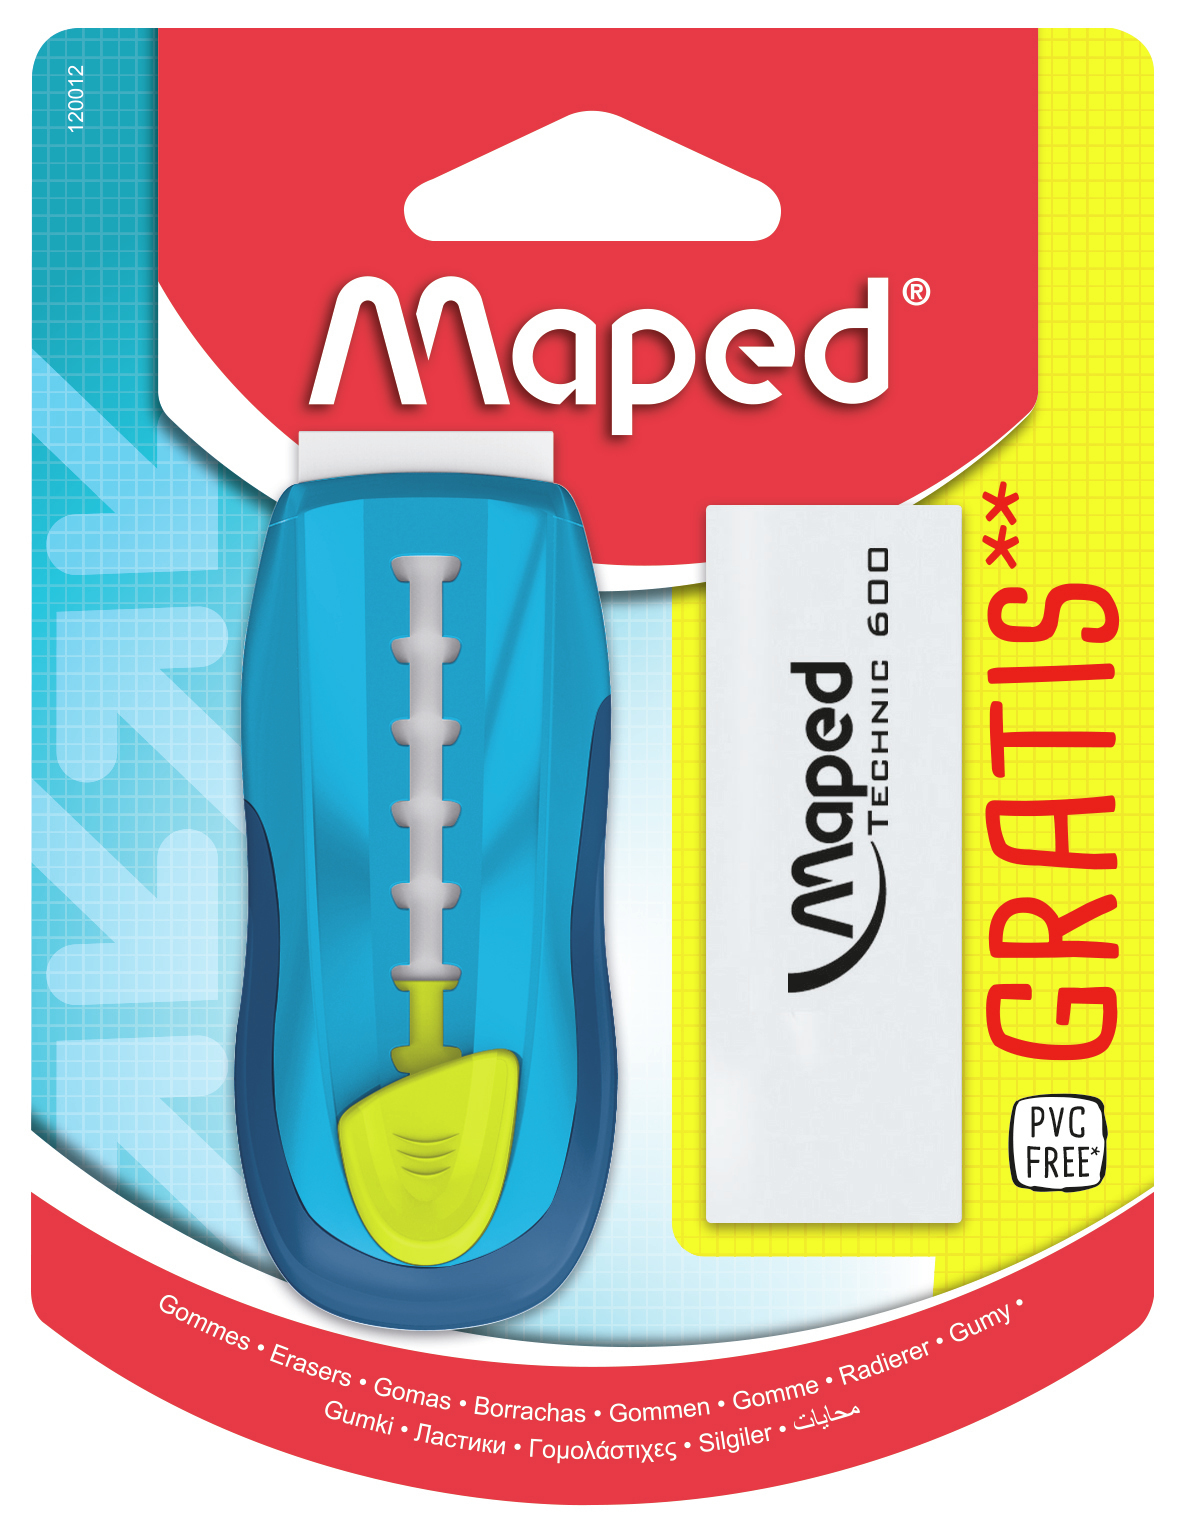 120012
Maped®
Maped
TECHNIC 600
GRATIS**
PVC
FREE*
Gommes • Erasers • Gomas • Borrachas • Gommen • Gomme • Radierer • Gumy •
Gumki • Ластики • Γομολάστιχες • Silgiler • محايات